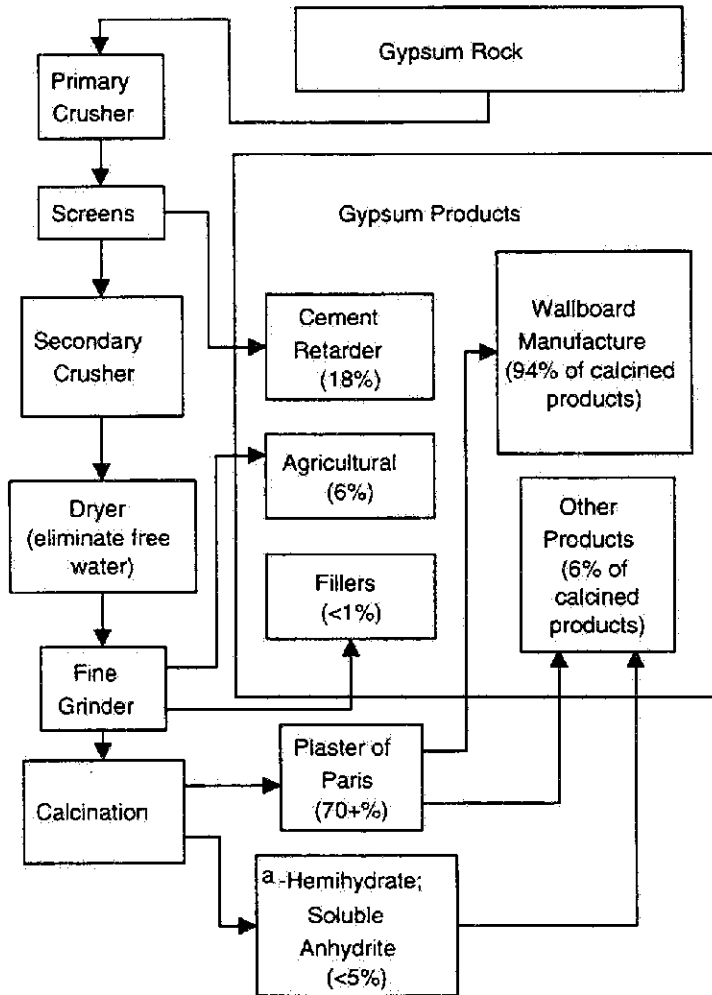 Gypsum Rock
Primary
Crusher
Screens
Gypsum Products
Secondary
Crusher
Cement
Retarder
(18%)
Wallboard
Manufacture
(94% of calcined
products)
Agricultural
(6%)
Dryer
(eliminate free
water)
Other
Products
(6% of
calcined
products)
Fillers
(<1%)
Fine
Grinder
Plaster of
Paris
(70+%)
Calcination
a-Hemihydrate;
Soluble
Anhydrite
(<5%)